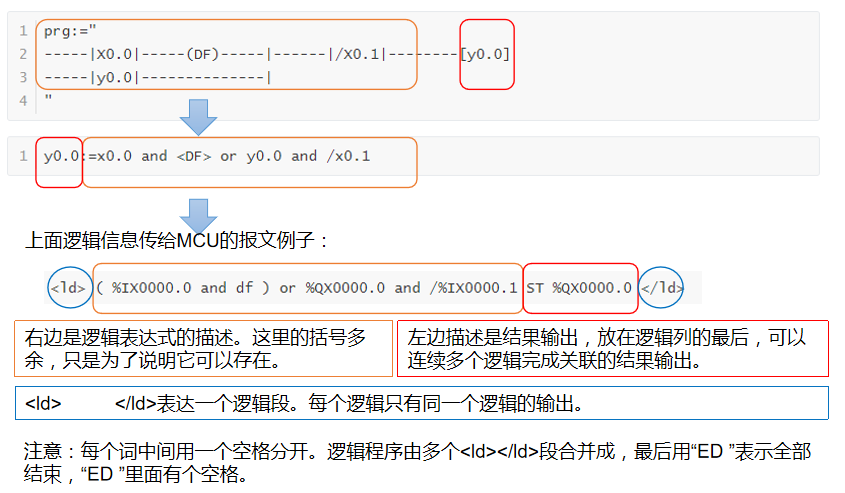 1 prg:="
2 -----|X0.0|-----(DF)-----|------|/X0.1|--------[y0.0]
3 -----|y0.0|--------------|
4 "
1 y0.0:=x0.0 and <DF> or y0.0 and /x0.1
上面逻辑信息传给MCU的报文例子：
<ld> ( %IX0000.0 and df ) or %QX0000.0 and /%IX0000.1 ST %QX0000.0 </ld>
右边是逻辑表达式的描述。这里的括号多
余，只是为了说明它可以存在。
左边描述是结果输出，放在逻辑列的最后，可以
连续多个逻辑完成关联的结果输出。
<ld> </ld>表达一个逻辑段。每个逻辑只有同一个逻辑的输出。
注意：每个词中间用一个空格分开。逻辑程序由多个<ld></ld>段合并成，最后用“ED ”表示全部
结束，“ED ”里面有个空格。